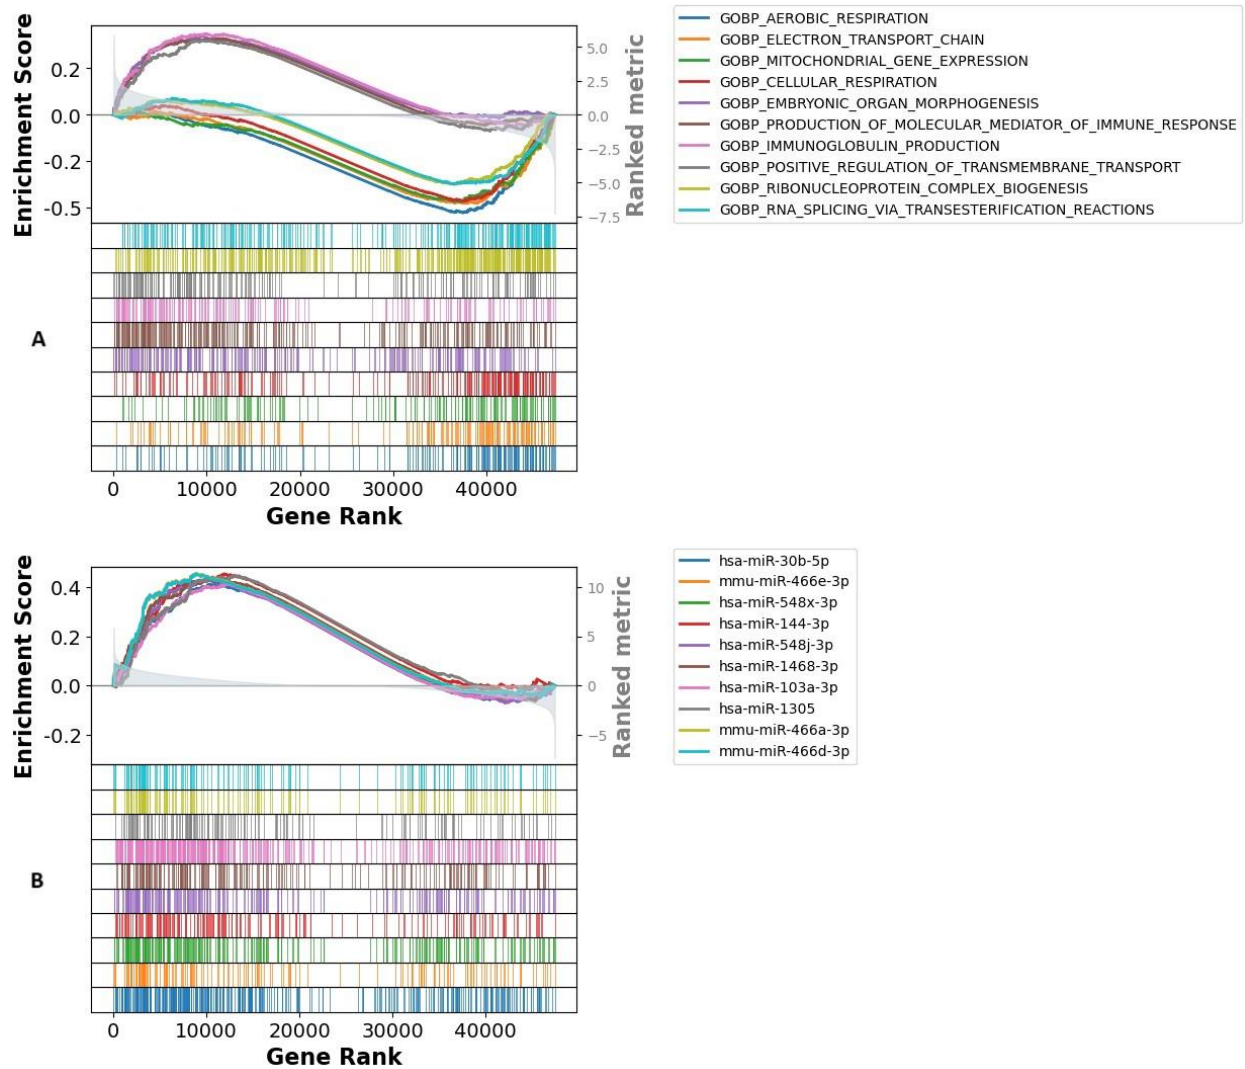 Enrichment Score
0.2
0.0
-0.2
-0.5
5.0
2.5
0.0
-2.5
-5.0
-7.5
Ranked metric
GOBP_AEROBIC_RESPIRATION
GOBP_ELECTRON_TRANSPORT_CHAIN
GOBP_MITOCHONDRIAL_GENE_EXPRESSION
GOBP_CELLULAR_RESPIRATION
GOBP_EMBRYONIC_ORGAN_MORPHOGENESIS
GOBP_PRODUCTION_OF_MOLECULAR_MEDIATOR_OF_IMMUNE_RESPONSE
GOBP_IMMUNOGLOBULIN_PRODUCTION
GOBP_POSITIVE_REGULATION_OF_TRANSMEMBRANE_TRANSPORT
GOBP_RIBONUCLEOPROTEIN_COMPLEX_BIOGENESIS
GOBP_RNA_SPLICING_VIA_TRANSESTERIFICATION_REACTIONS
A
0 10000 20000 30000 40000
Gene Rank
Enrichment Score
0.4
0.2
0.0
-0.2
10
5
0
-5
Ranked metric
hsa-miR-30b-5p
mmu-miR-466e-3p
hsa-miR-548x-3p
hsa-miR-144-3p
hsa-miR-548j-3p
hsa-miR-1468-3p
hsa-miR-103a-3p
hsa-miR-1305
mmu-miR-466a-3p
mmu-miR-466d-3p
B
0 10000 20000 30000 40000
Gene Rank